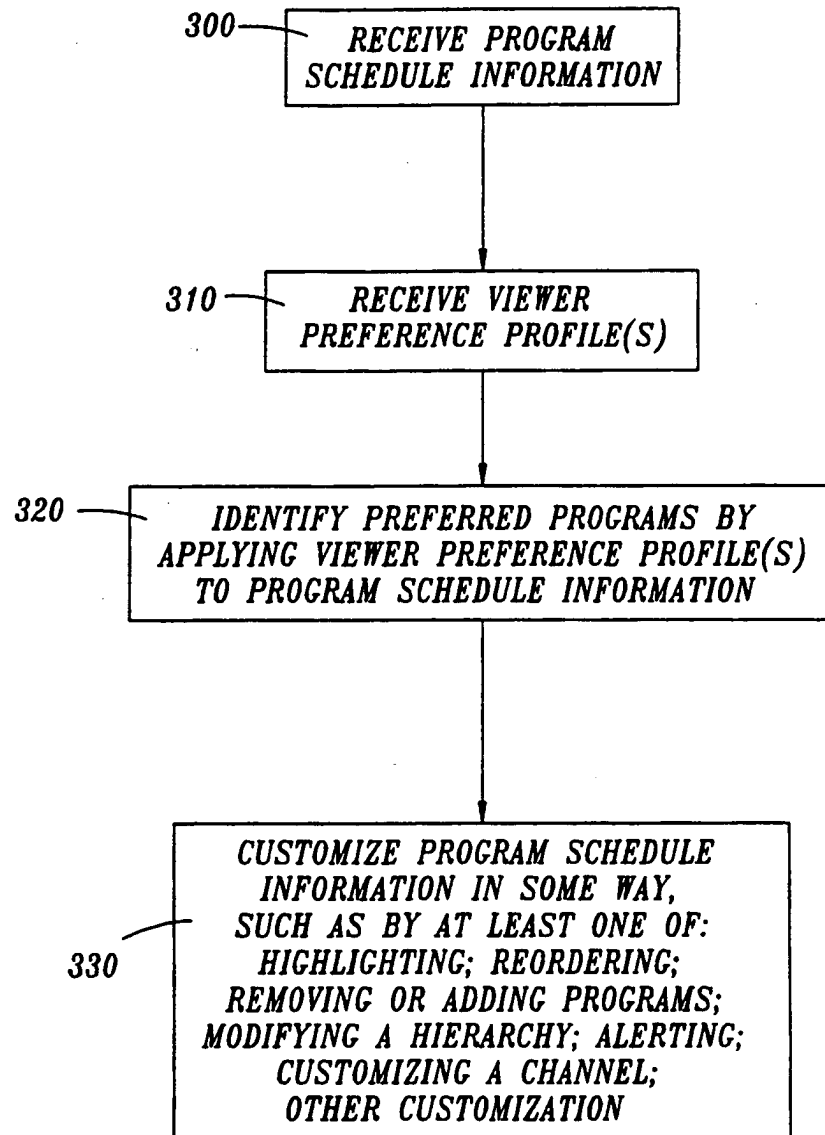 300
RECEIVE PROGRAM
SCHEDULE INFORMATION
310
RECEIVE VIEWER
PREFERENCE PROFILE(S)
320
IDENTIFY PREFERRED PROGRAMS BY
APPLYING VIEWER PREFERENCE PROFILE(S)
TO PROGRAM SCHEDULE INFORMATION
330
CUSTOMIZE PROGRAM SCHEDULE
INFORMATION IN SOME WAY,
SUCH AS BY AT LEAST ONE OF:
HIGHLIGHTING; REORDERING;
REMOVING OR ADDING PROGRAMS;
MODIFYING A HIERARCHY; ALERTING;
CUSTOMIZING A CHANNEL;
OTHER CUSTOMIZATION